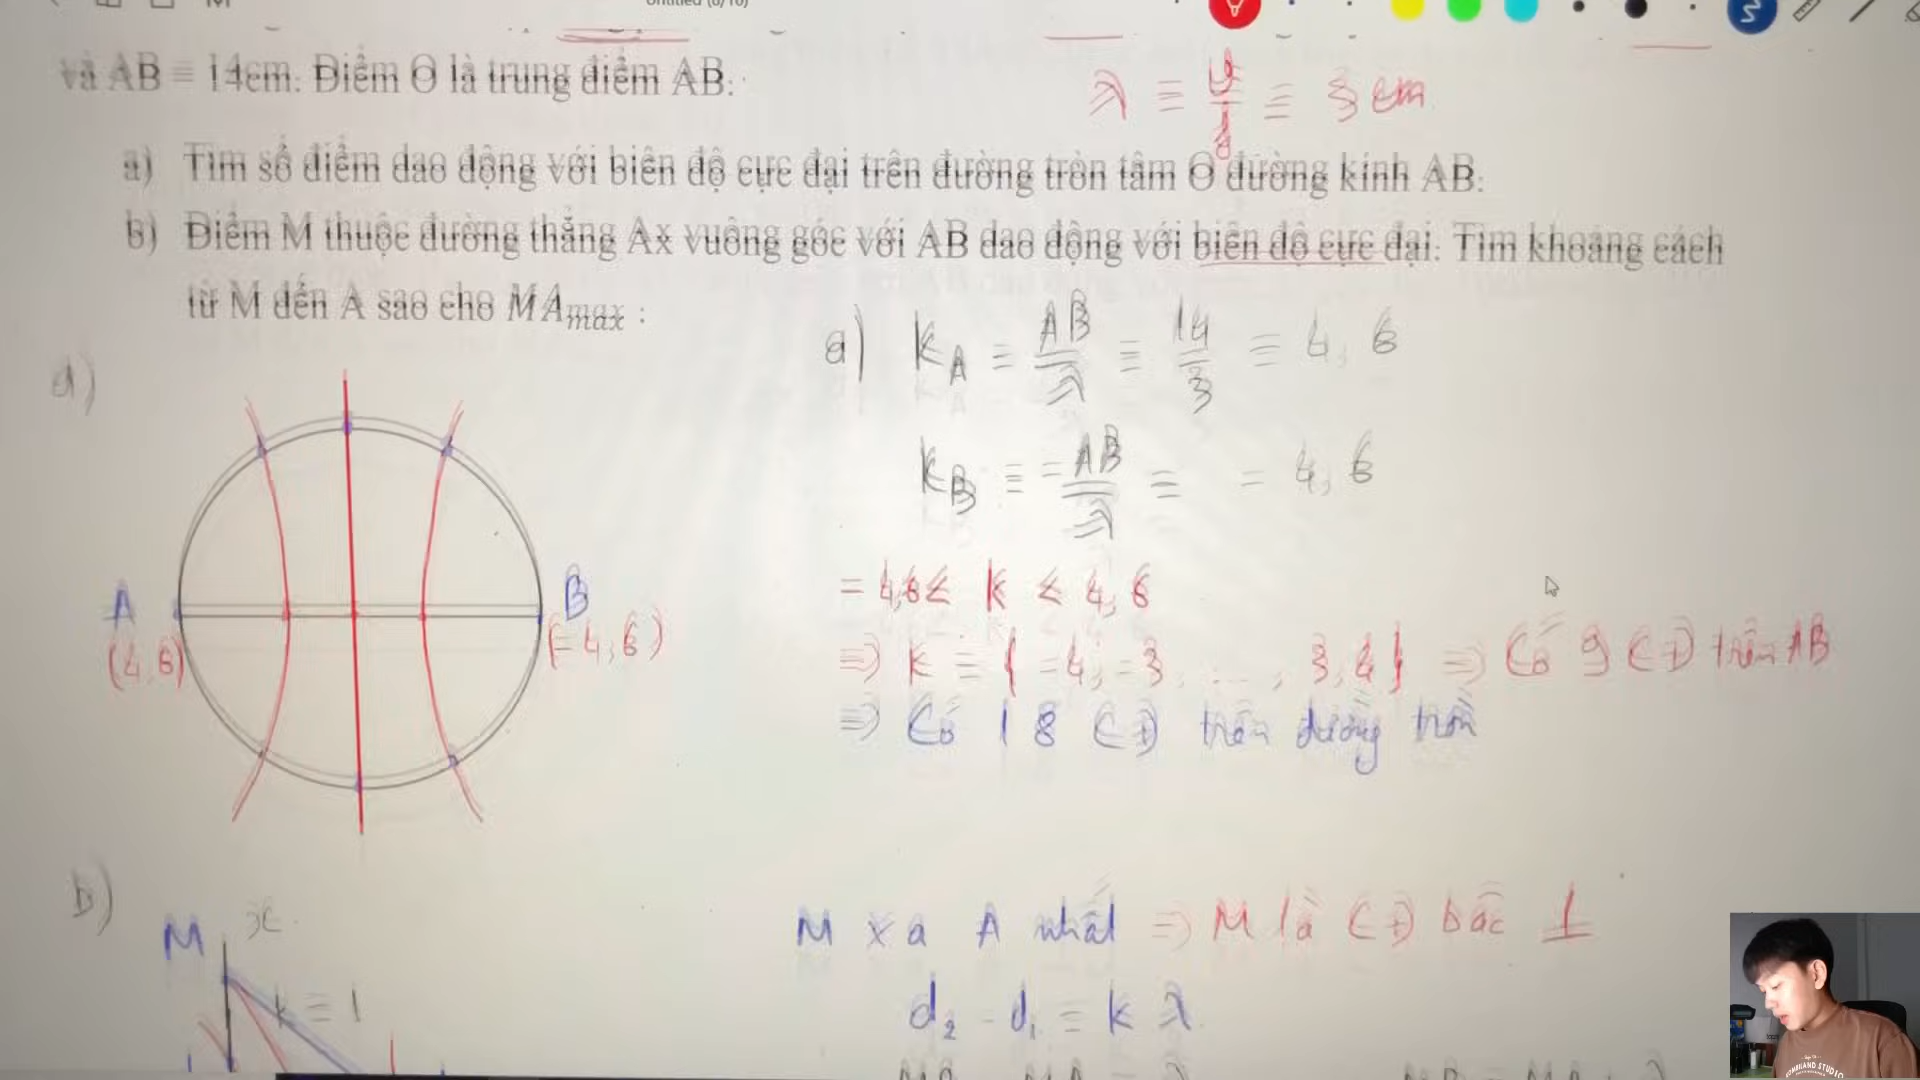 Untitled (8/10)
và AB = 14cm. Điểm O là trung điểm AB.
λ = v/f = 3 cm
a) Tìm số điểm dao động với biên độ cực đại trên đường tròn tâm O đường kính AB.
b) Điểm M thuộc đường thẳng Ax vuông góc với AB dao động với biên độ cực đại. Tìm khoảng cách
từ M đến A sao cho MAmax :
a)
a) kA = AB/λ = 14/3 = 4,6
kB = -AB/λ = - 4,6
A
(4,6)
B
(-4,6)
- 4,6 ≤ k ≤ 4,6
=> k = { -4, -3, ..., 3, 4 } => Có 9 CĐ trên AB
=> Có 18 CĐ trên đường tròn
b)
M x
k = 1
M xa A nhất => M là CĐ bậc 1
d2 - d1 = k λ